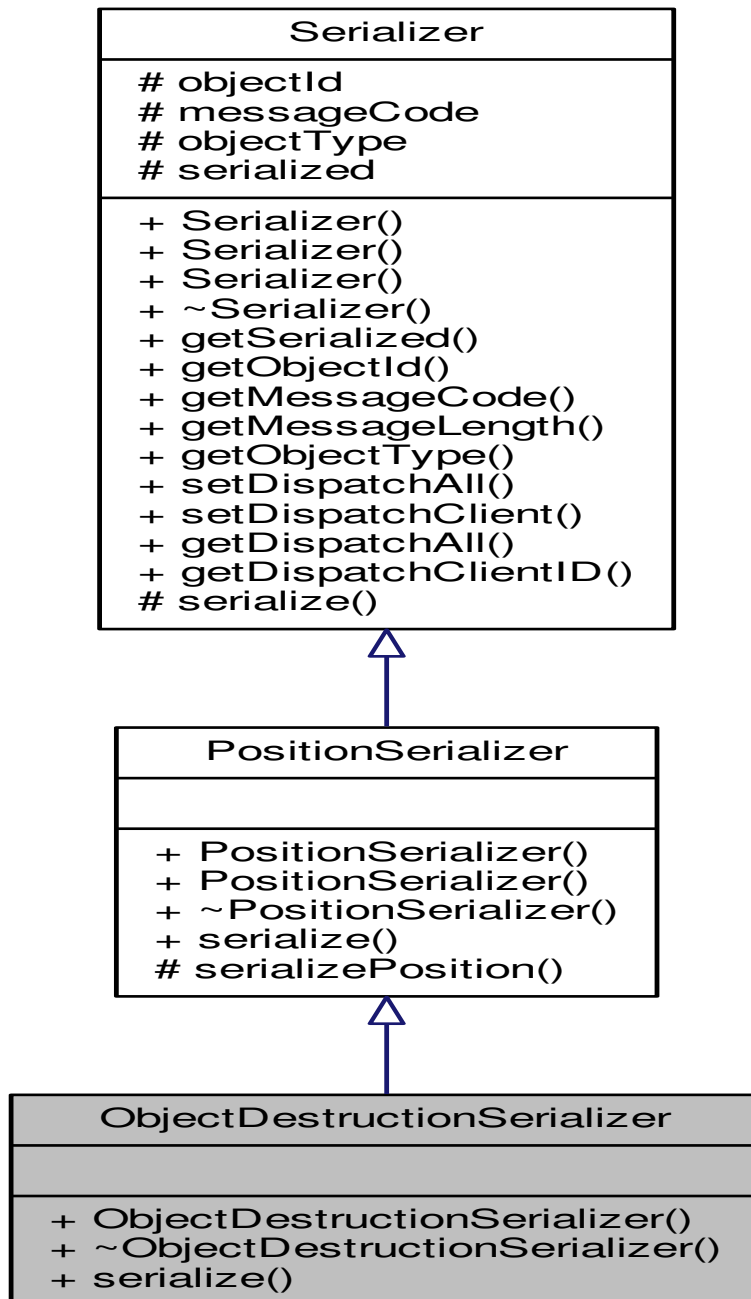 Serializer
# objectId
# messageCode
# objectType
# serialized
+ Serializer()
+ Serializer()
+ Serializer()
+ ~Serializer()
+ getSerialized()
+ getObjectId()
+ getMessageCode()
+ getMessageLength()
+ getObjectType()
+ setDispatchAll()
+ setDispatchClient()
+ getDispatchAll()
+ getDispatchClientID()
# serialize()
PositionSerializer
+ PositionSerializer()
+ PositionSerializer()
+ ~PositionSerializer()
+ serialize()
# serializePosition()
ObjectDestructionSerializer
+ ObjectDestructionSerializer()
+ ~ObjectDestructionSerializer()
+ serialize()